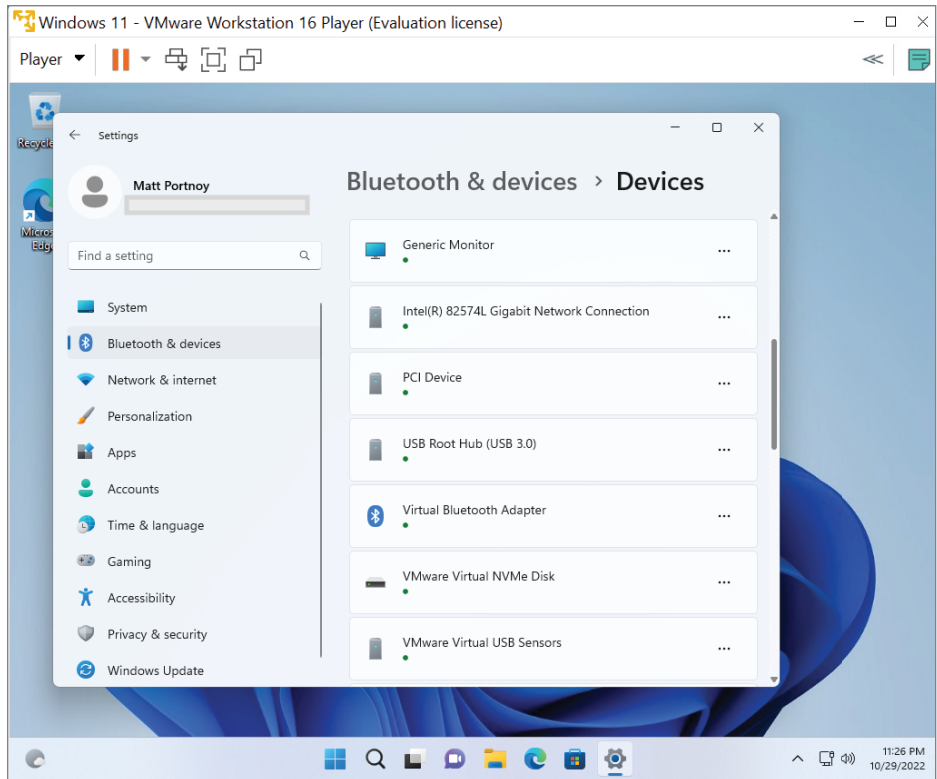 Windows 11 - VMware Workstation 16 Player (Evaluation license)
Player
Settings
Matt Portnoy
Find a setting
System
Bluetooth & devices
Network & internet
Personalization
Apps
Accounts
Time & language
Gaming
Accessibility
Privacy & security
Windows Update
Bluetooth & devices > Devices
Generic Monitor
Intel(R) 82574L Gigabit Network Connection
PCI Device
USB Root Hub (USB 3.0)
Virtual Bluetooth Adapter
VMware Virtual NVMe Disk
VMware Virtual USB Sensors
11:26 PM
10/29/2022